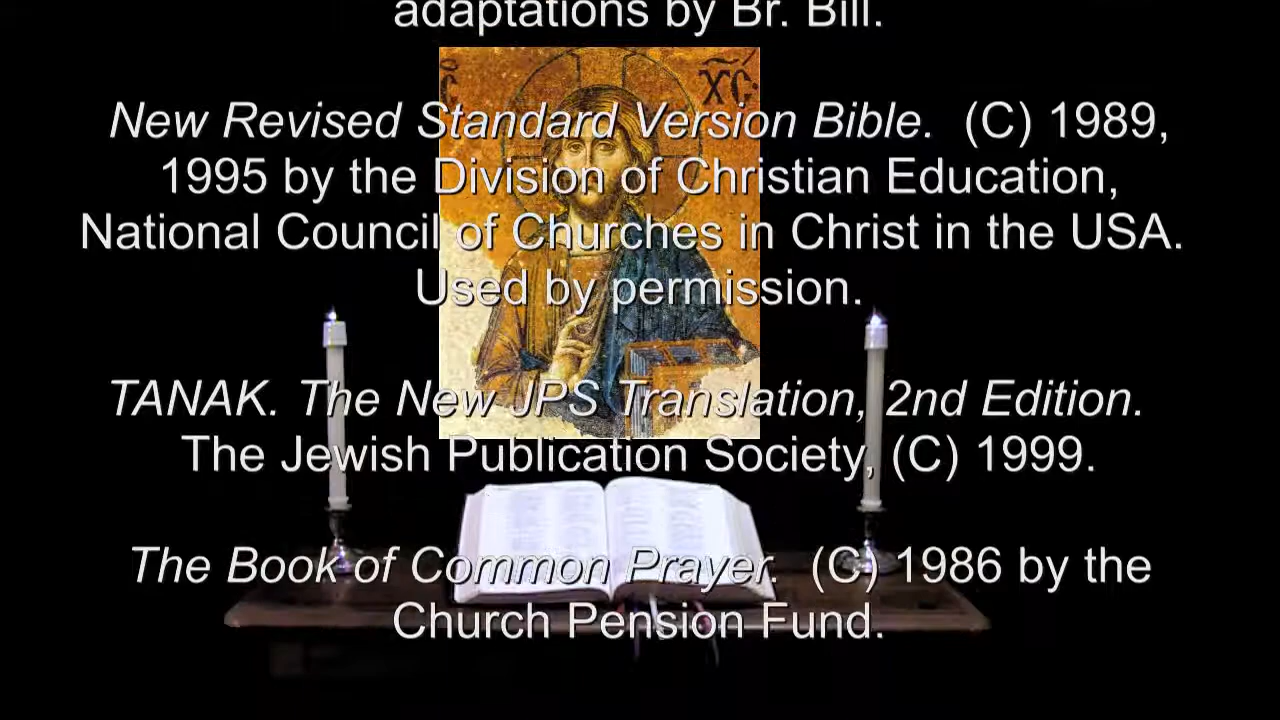 adaptations by Br. Bill.
New Revised Standard Version Bible.  (C) 1989,
1995 by the Division of Christian Education,
National Council of Churches in Christ in the USA.
Used by permission.
TANAK. The New JPS Translation, 2nd Edition.
The Jewish Publication Society, (C) 1999.
The Book of Common Prayer.  (C) 1986 by the
Church Pension Fund.